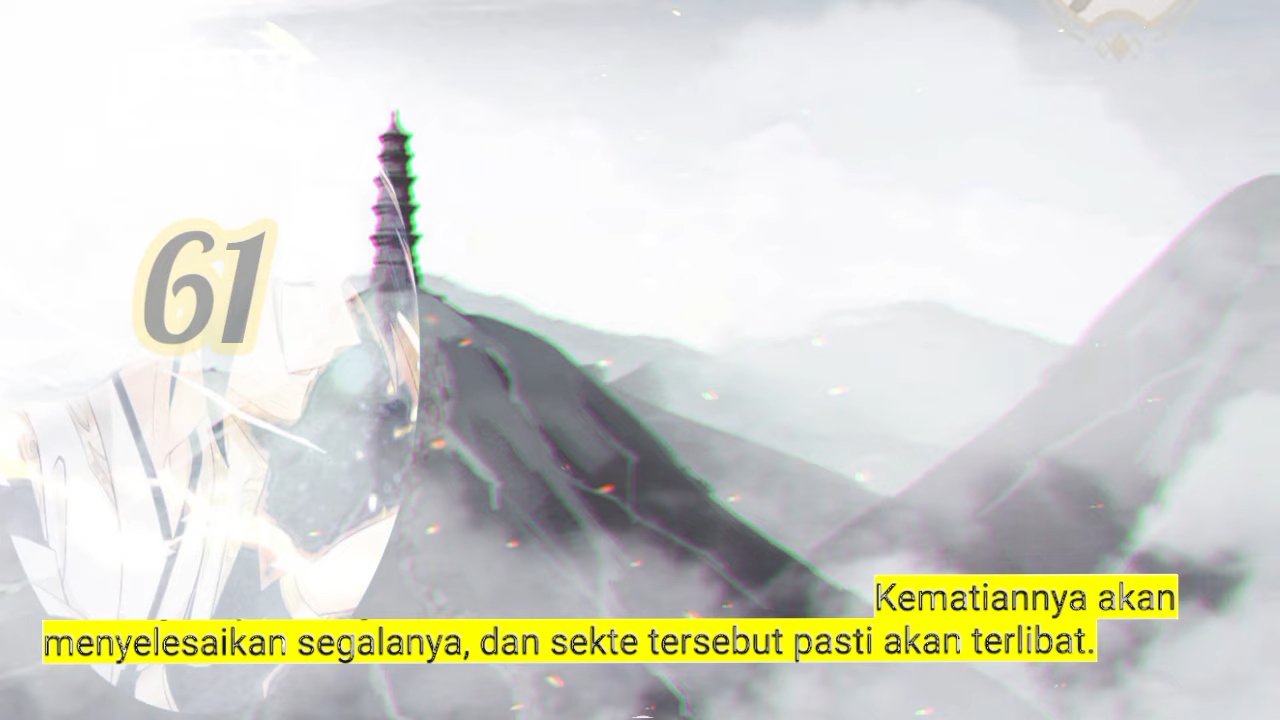 61
Kematiannya akan
menyelesaikan segalanya, dan sekte tersebut pasti akan terlibat.